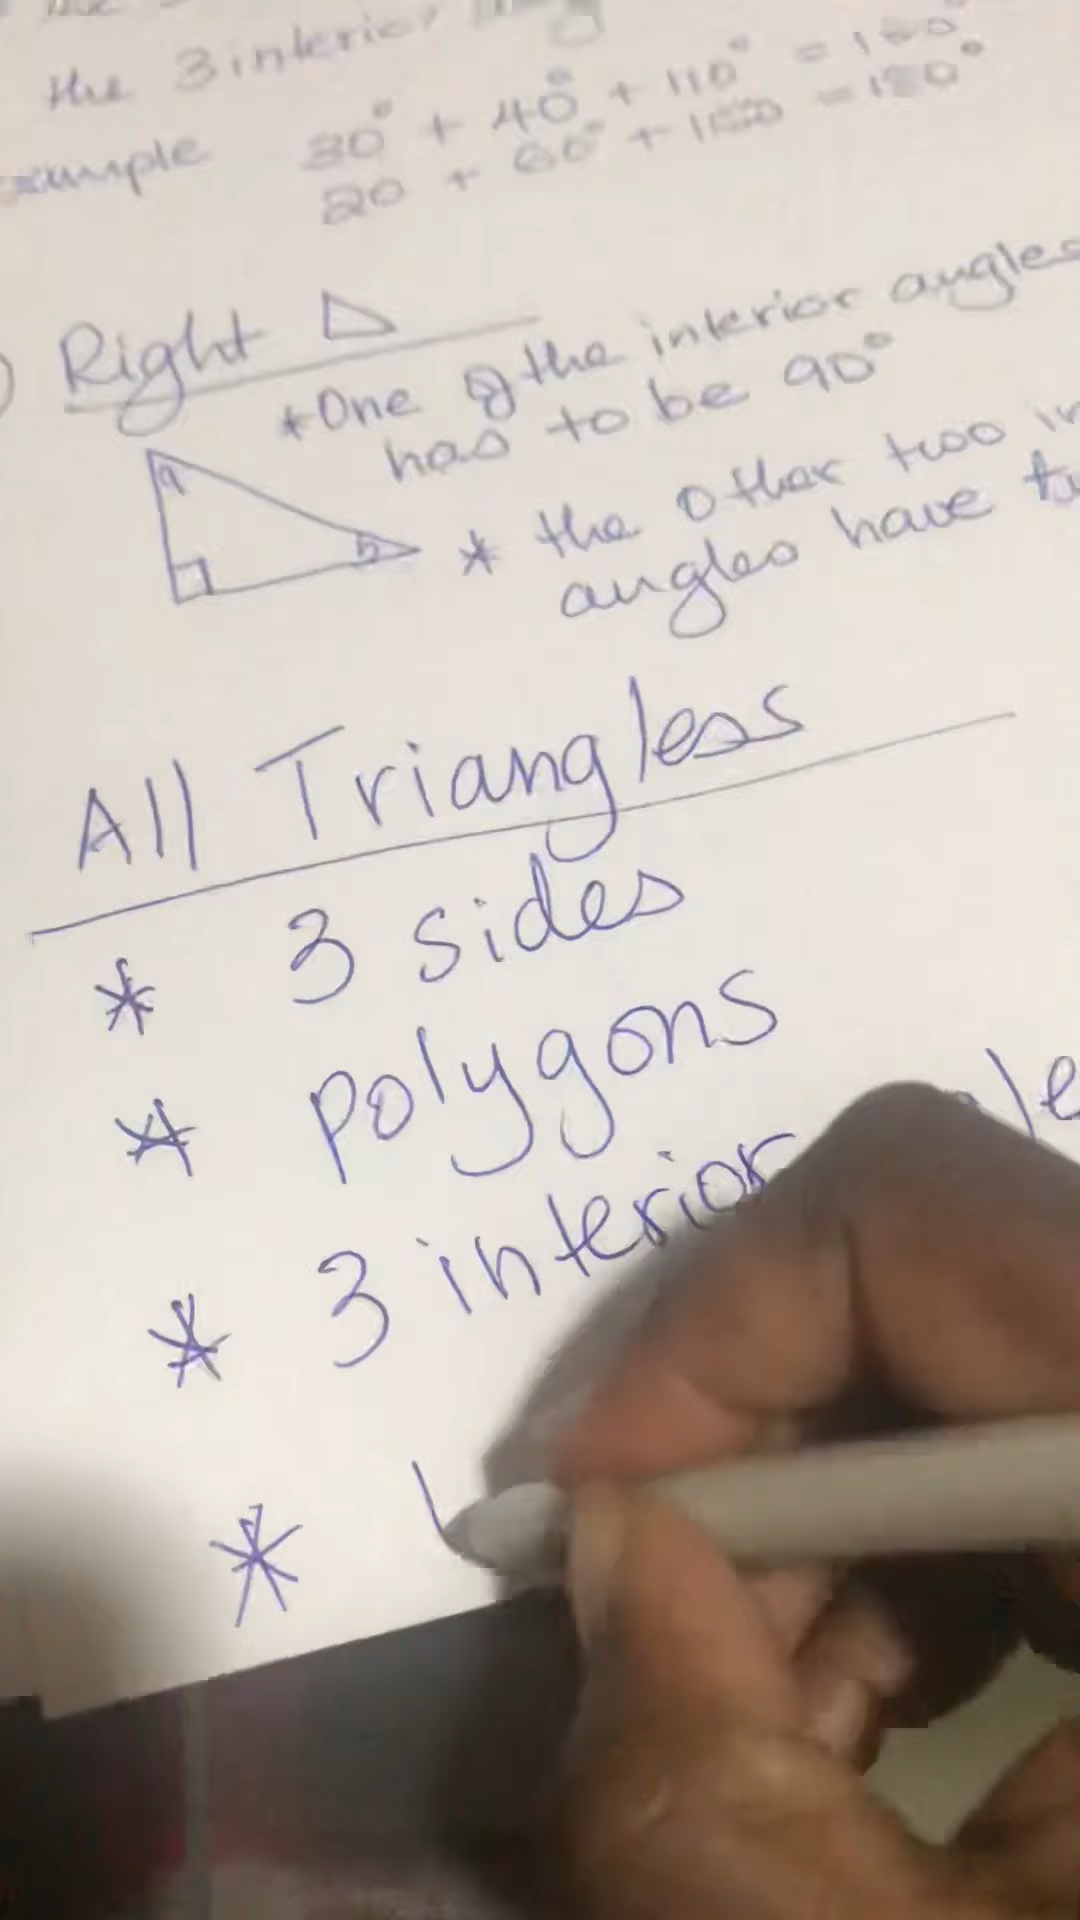 the 3 interior
example 30° + 40° + 110° = 180°
20 + 60° + 100 = 180°
Right
*One of the interior angles
has to be 90°
a
b
* the other two in
angles have
All Triangless
* 3 sides
* polygons
* 3 interior
*